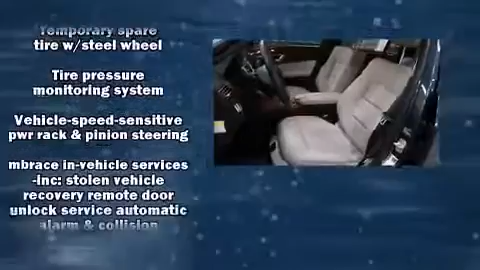 Temporary spare
tire w/steel wheel
Tire pressure
monitoring system
Vehicle-speed-sensitive
pwr rack & pinion steering
mbrace in-vehicle services
-inc: stolen vehicle
recovery remote door
unlock service automatic
alarm & collision